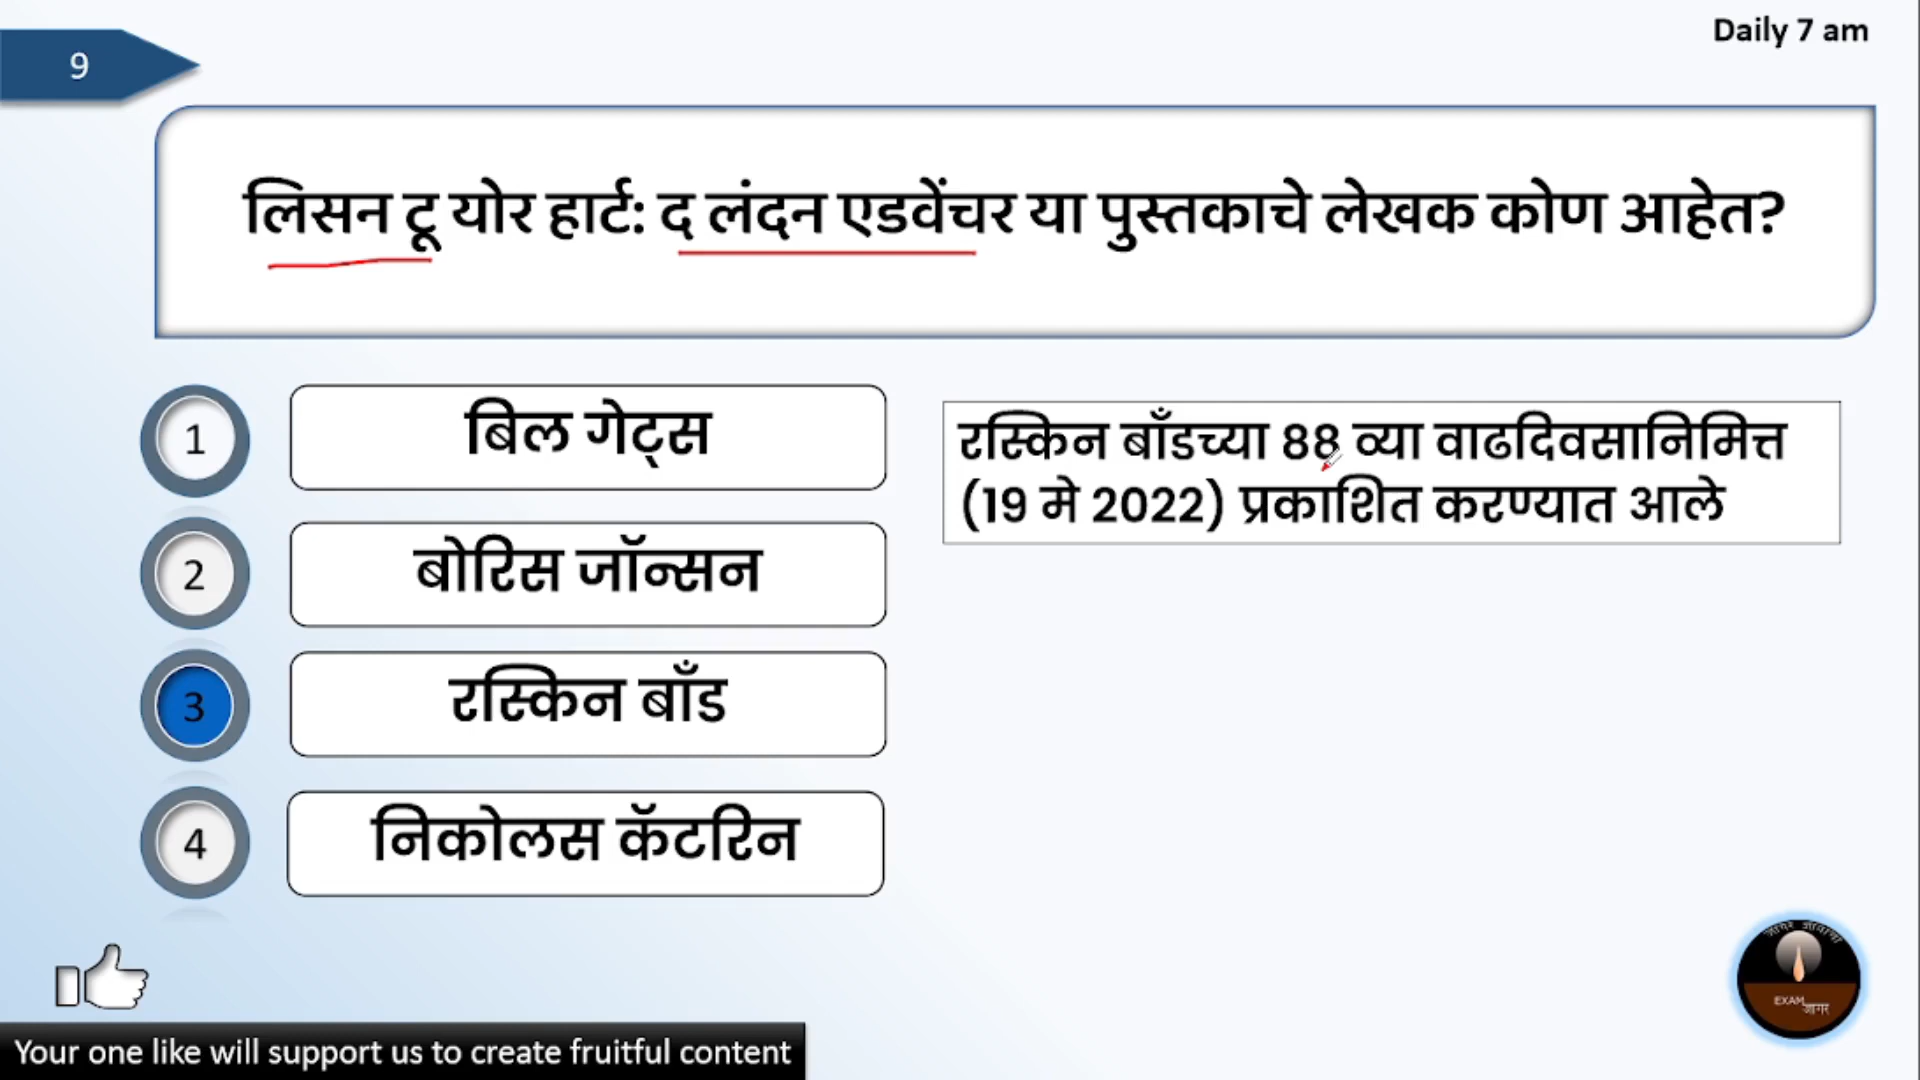 Daily 7 am
9
लिसन टू योर हार्ट: द लंदन एडवेंचर या पुस्तकाचे लेखक कोण आहेत?
1
बिल गेट्स
रस्किन बाँडच्या 88 व्या वाढदिवसानिमित्त
(19 मे 2022) प्रकाशित करण्यात आले
2
बोरिस जॉन्सन
3
रस्किन बाँड
4
निकोलस कॅटरिन
EXAM
जागर
Your one like will support us to create fruitful content